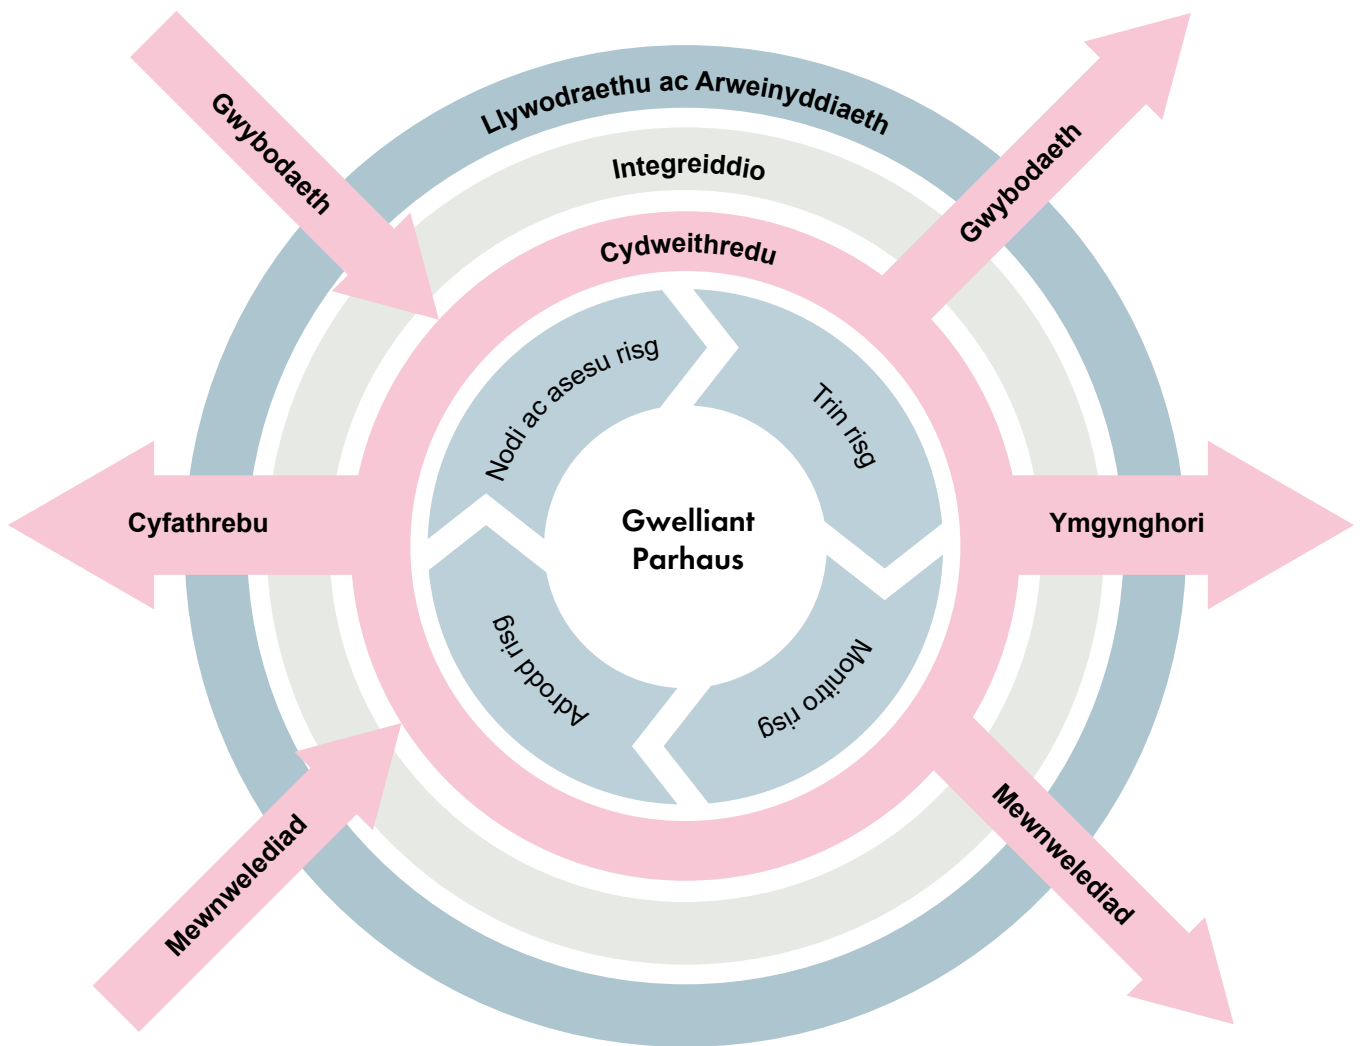 Llywodraethu ac Arweinyddiaeth
Integreiddio
Cydweithredu
Gwybodaeth
Gwybodaeth
Nodi ac asesu risg
Trin risg
Cyfathrebu
Gwelliant
Parhaus
Ymgynghori
Adrodd risg
Monitro risg
Mewnwelediad
Mewnwelediad